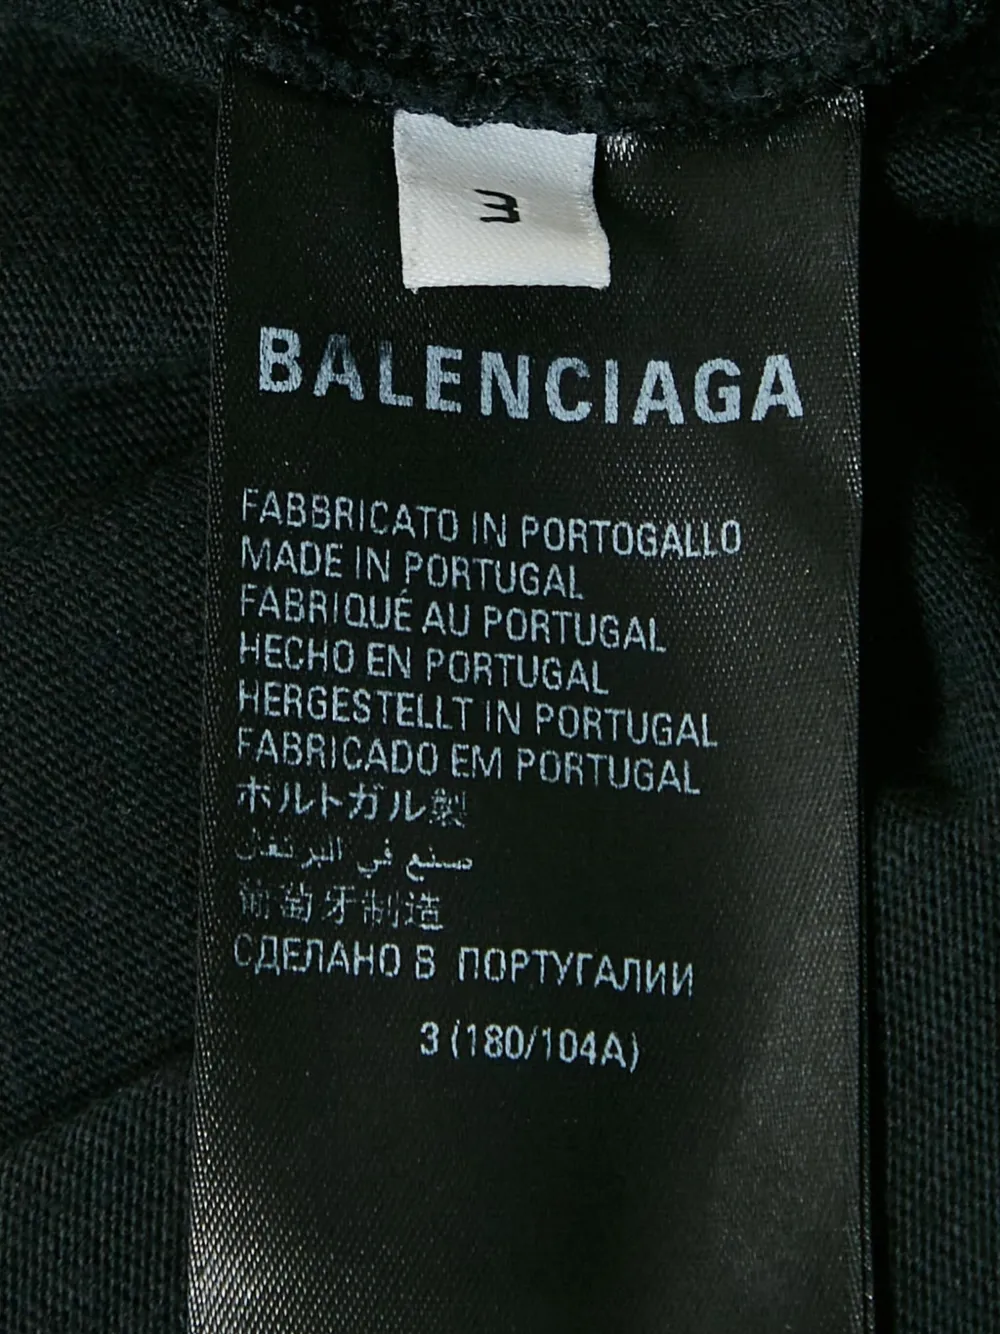 3
BALENCIAGA
FABBRICATO IN PORTOGALLO
MADE IN PORTUGAL
FABRIQUÉ AU PORTUGAL
HECHO EN PORTUGAL
HERGESTELLT IN PORTUGAL
FABRICADO EM PORTUGAL
ポルトガル製
صنع في البرتغال
葡萄牙制造
СДЕЛАНО В ПОРТУГАЛИИ
3 (180/104A)